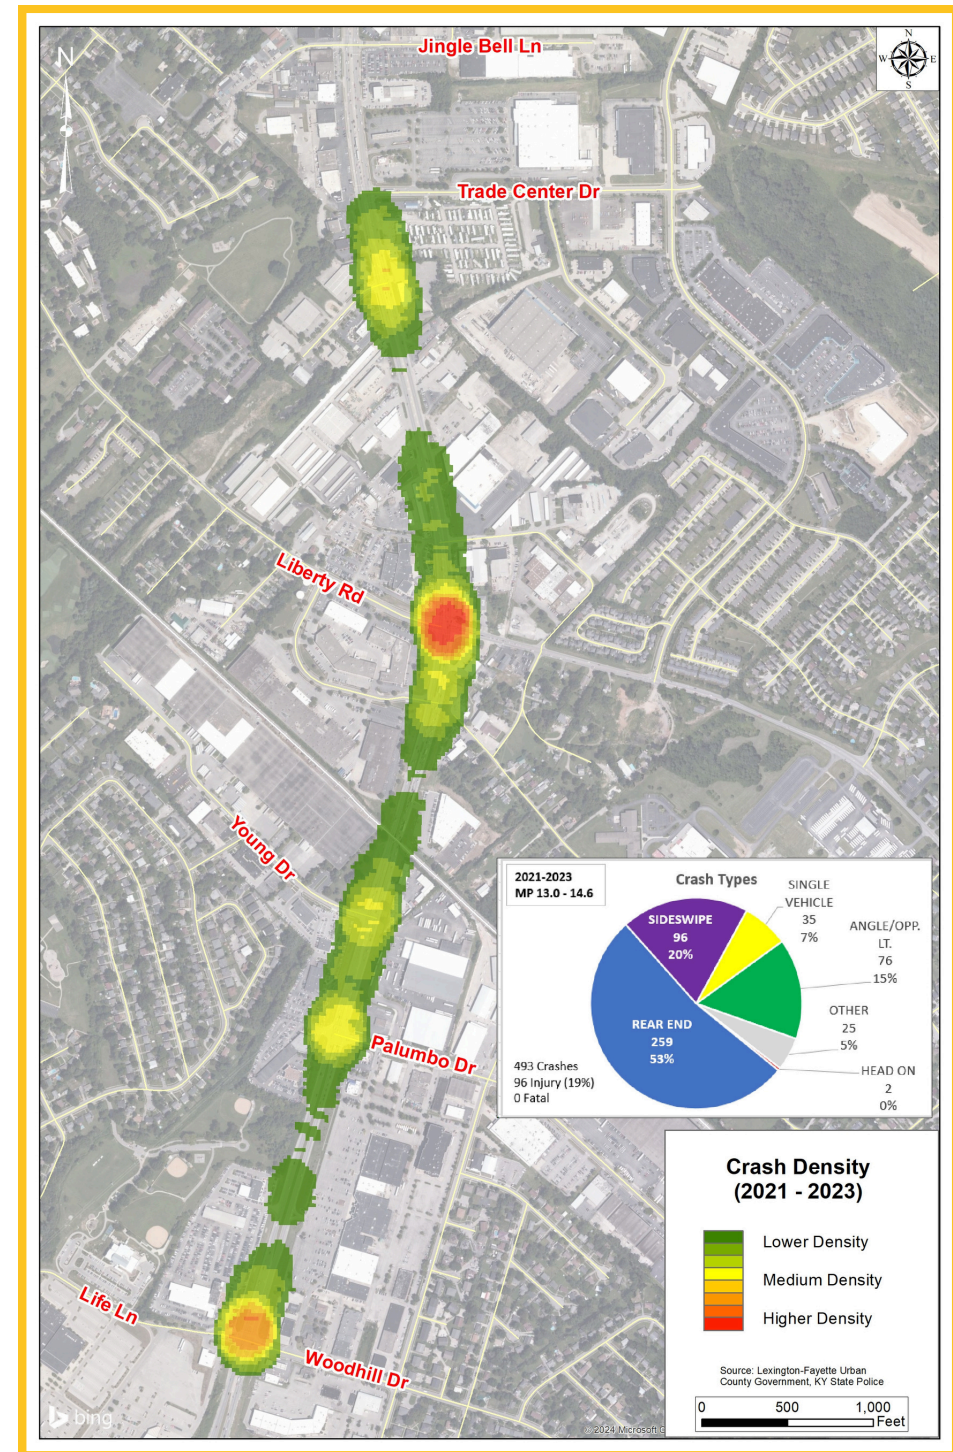 Jingle Bell Ln
N
N
W E
S
Trade Center Dr
Liberty Rd
Young Dr
Palumbo Dr
Life Ln
Woodhill Dr
2021-2023
MP 13.0 - 14.6
Crash Types
SIDESWIPE
96
20%
SINGLE
VEHICLE
35
7%
ANGLE/OPP.
LT.
76
15%
OTHER
25
5%
HEAD ON
2
0%
REAR END
259
53%
493 Crashes
96 Injury (19%)
0 Fatal
Crash Density
(2021 - 2023)
Lower Density
Medium Density
Higher Density
Source: Lexington-Fayette Urban
County Government, KY State Police
0 500 1,000
Feet
bing
© 2024 Microsoft C